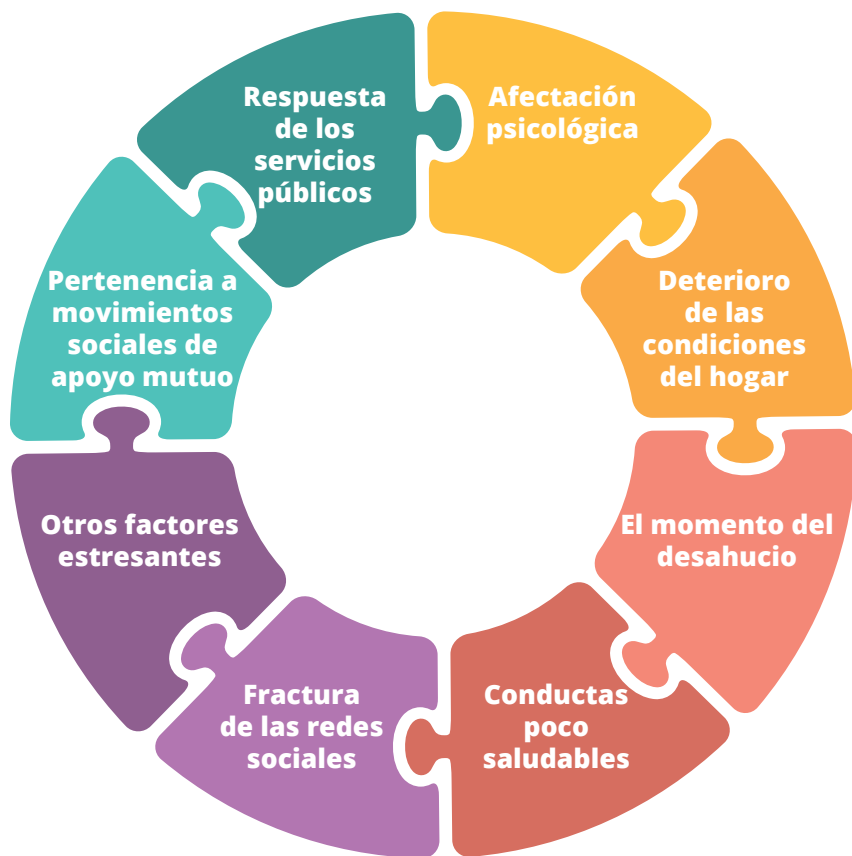 Respuesta
de los
servicios
públicos
Afectación
psicológica
Deterioro
de las
condiciones
del hogar
El momento del
desahucio
Conductas
poco
saludables
Fractura
de las redes
sociales
Otros factores
estresantes
Pertenencia a
movimientos
sociales de
apoyo mutuo